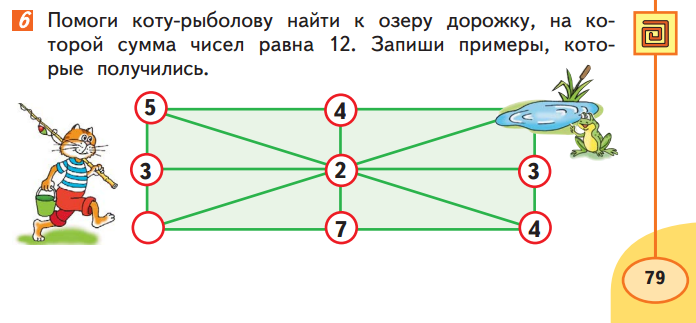 6 Помоги коту-рыболову найти к озеру дорожку, на ко-
торой сумма чисел равна 12. Запиши примеры, кото-
рые получились.
5 4
3 2 3
7 4
79